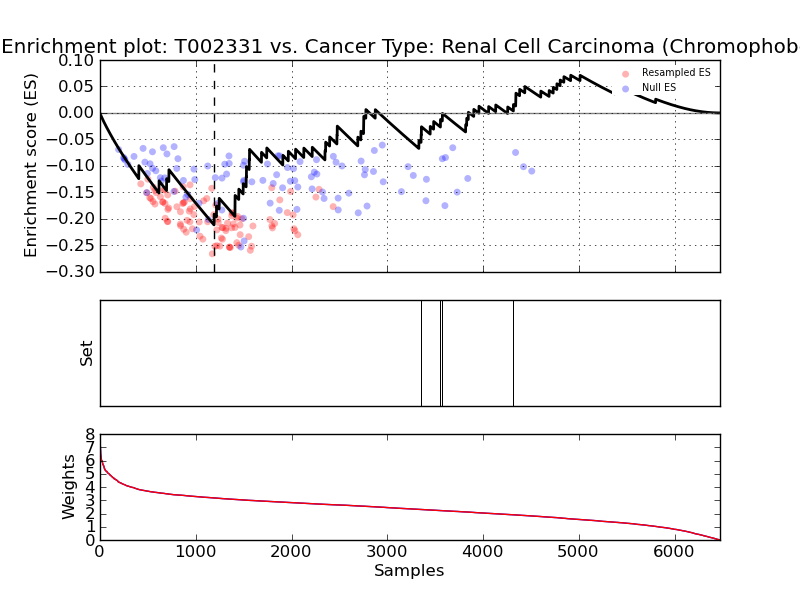 Enrichment plot: T002331 vs. Cancer Type: Renal Cell Carcinoma (Chromophob
0.10
0.05
0.00
−0.05
−0.10
−0.15
−0.20
−0.25
−0.30
Enrichment score (ES)
Resampled ES
Null ES
Set
8
7
6
5
4
3
2
1
0
Weights
0 1000 2000 3000 4000 5000 6000
Samples